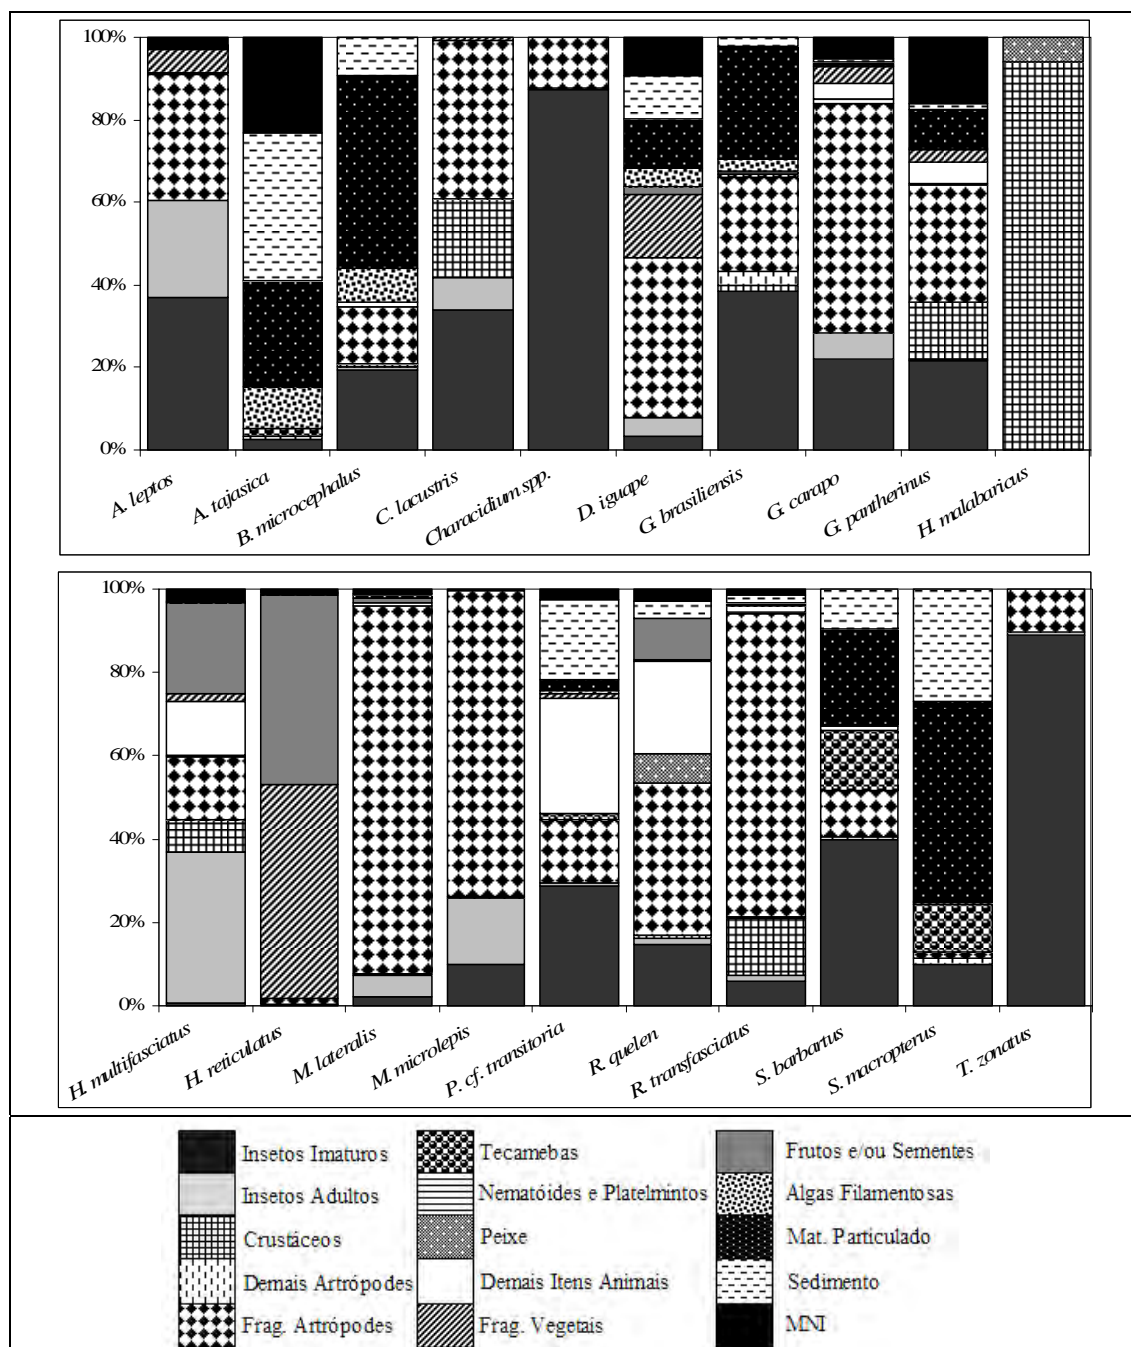 100%
80%
60%
40%
20%
0%
A. leptos
A. tajasica
B. microcephalus
C. lacustris
Characidium spp.
D. iguape
G. brasiliensis
G. carapo
G. pantherinus
H. malabaricus
100%
80%
60%
40%
20%
0%
H. multifasciatus
H. reticulatus
M. lateralis
M. microlepis
P. cf. transitoria
R. quelen
R. transfasciatus
S. barbartus
S. macropterus
T. zonatus
Insetos Imaturos
Tecamebas
Frutos e/ou Sementes
Insetos Adultos
Nematóides e Platelmintos
Algas Filamentosas
Crustáceos
Peixe
Mat. Particulado
Demais Artrópodes
Demais Itens Animais
Sedimento
Frag. Artrópodes
Frag. Vegetais
MNI